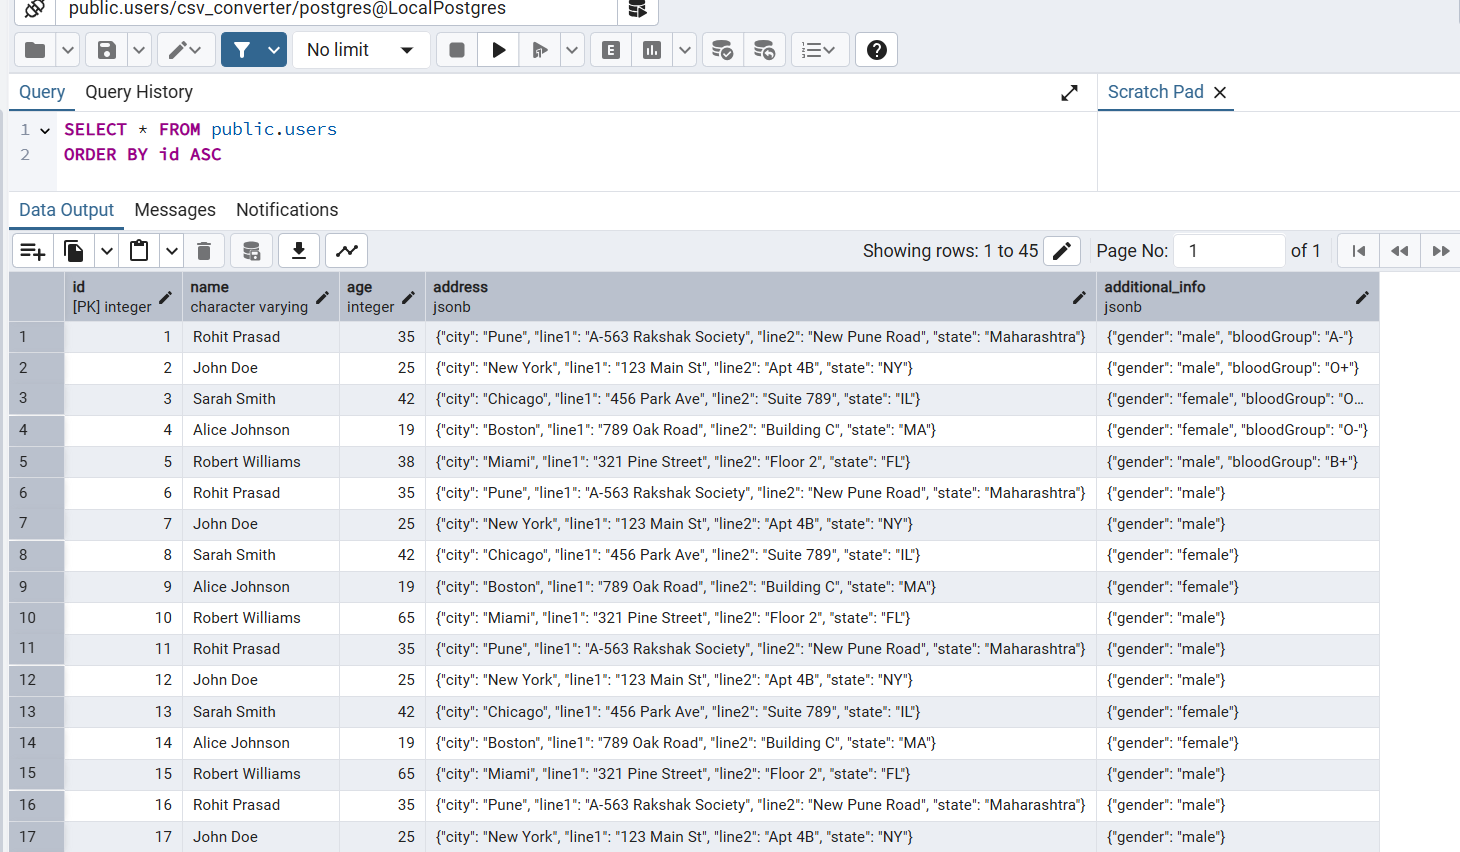 public.users/csv_converter/postgres@LocalPostgres
No limit
E
Query Query History
Scratch Pad
1 SELECT * FROM public.users
2 ORDER BY id ASC
Data Output Messages Notifications
Showing rows: 1 to 45 Page No: 1 of 1
id name age address additional_info
[PK] integer character varying integer jsonb jsonb
1 1 Rohit Prasad 35 {"city": "Pune", "line1": "A-563 Rakshak Society", "line2": "New Pune Road", "state": "Maharashtra"} {"gender": "male", "bloodGroup": "A-"}
2 2 John Doe 25 {"city": "New York", "line1": "123 Main St", "line2": "Apt 4B", "state": "NY"} {"gender": "male", "bloodGroup": "O+"}
3 3 Sarah Smith 42 {"city": "Chicago", "line1": "456 Park Ave", "line2": "Suite 789", "state": "IL"} {"gender": "female", "bloodGroup": "O...
4 4 Alice Johnson 19 {"city": "Boston", "line1": "789 Oak Road", "line2": "Building C", "state": "MA"} {"gender": "female", "bloodGroup": "O-"}
5 5 Robert Williams 38 {"city": "Miami", "line1": "321 Pine Street", "line2": "Floor 2", "state": "FL"} {"gender": "male", "bloodGroup": "B+"}
6 6 Rohit Prasad 35 {"city": "Pune", "line1": "A-563 Rakshak Society", "line2": "New Pune Road", "state": "Maharashtra"} {"gender": "male"}
7 7 John Doe 25 {"city": "New York", "line1": "123 Main St", "line2": "Apt 4B", "state": "NY"} {"gender": "male"}
8 8 Sarah Smith 42 {"city": "Chicago", "line1": "456 Park Ave", "line2": "Suite 789", "state": "IL"} {"gender": "female"}
9 9 Alice Johnson 19 {"city": "Boston", "line1": "789 Oak Road", "line2": "Building C", "state": "MA"} {"gender": "female"}
10 10 Robert Williams 65 {"city": "Miami", "line1": "321 Pine Street", "line2": "Floor 2", "state": "FL"} {"gender": "male"}
11 11 Rohit Prasad 35 {"city": "Pune", "line1": "A-563 Rakshak Society", "line2": "New Pune Road", "state": "Maharashtra"} {"gender": "male"}
12 12 John Doe 25 {"city": "New York", "line1": "123 Main St", "line2": "Apt 4B", "state": "NY"} {"gender": "male"}
13 13 Sarah Smith 42 {"city": "Chicago", "line1": "456 Park Ave", "line2": "Suite 789", "state": "IL"} {"gender": "female"}
14 14 Alice Johnson 19 {"city": "Boston", "line1": "789 Oak Road", "line2": "Building C", "state": "MA"} {"gender": "female"}
15 15 Robert Williams 65 {"city": "Miami", "line1": "321 Pine Street", "line2": "Floor 2", "state": "FL"} {"gender": "male"}
16 16 Rohit Prasad 35 {"city": "Pune", "line1": "A-563 Rakshak Society", "line2": "New Pune Road", "state": "Maharashtra"} {"gender": "male"}
17 17 John Doe 25 {"city": "New York", "line1": "123 Main St", "line2": "Apt 4B", "state": "NY"} {"gender": "male"}